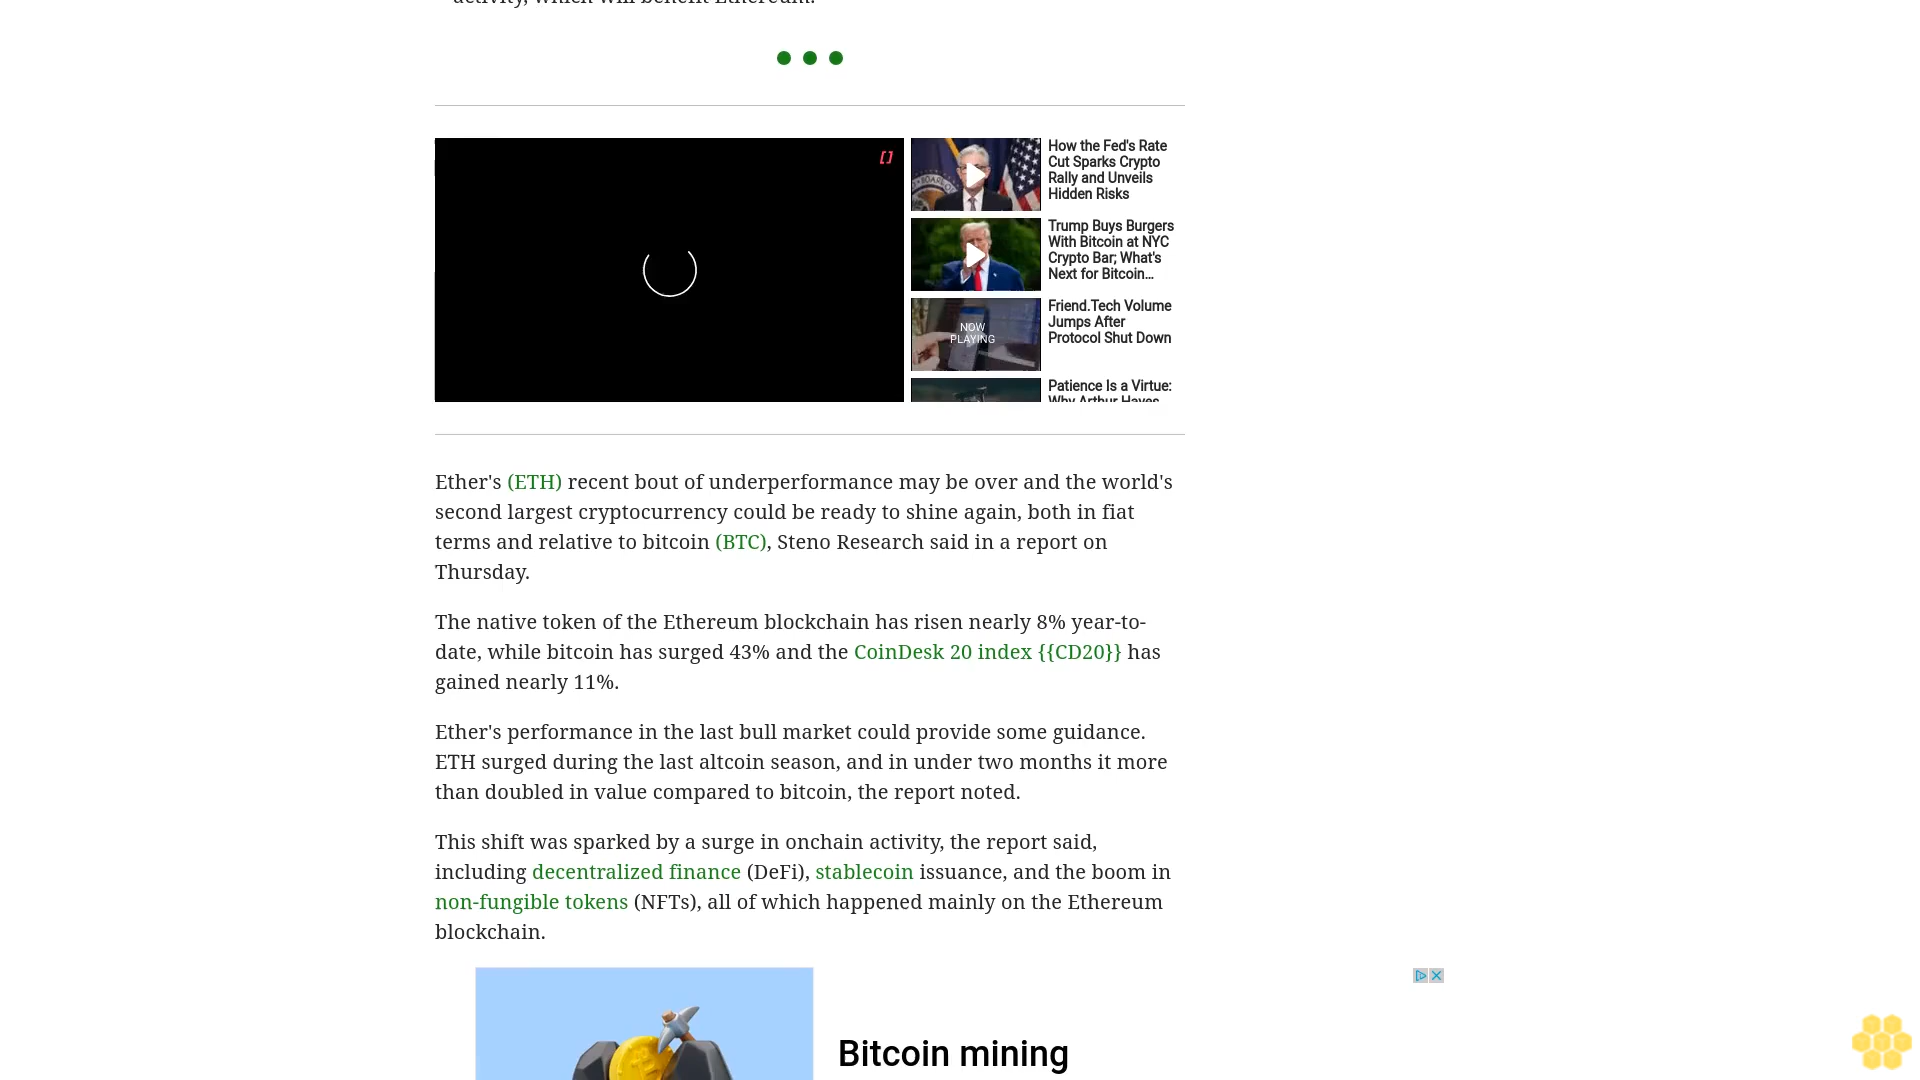 activity, which will benefit Ethereum.
[ ]
How the Fed's Rate
Cut Sparks Crypto
Rally and Unveils
Hidden Risks
Trump Buys Burgers
With Bitcoin at NYC
Crypto Bar; What's
Next for Bitcoin...
NOW
PLAYING
Friend.Tech Volume
Jumps After
Protocol Shut Down
Patience Is a Virtue:
Why Arthur Hayes
Ether's (ETH) recent bout of underperformance may be over and the world's
second largest cryptocurrency could be ready to shine again, both in fiat
terms and relative to bitcoin (BTC), Steno Research said in a report on
Thursday.
The native token of the Ethereum blockchain has risen nearly 8% year-to-
date, while bitcoin has surged 43% and the CoinDesk 20 index {{CD20}} has
gained nearly 11%.
Ether's performance in the last bull market could provide some guidance.
ETH surged during the last altcoin season, and in under two months it more
than doubled in value compared to bitcoin, the report noted.
This shift was sparked by a surge in onchain activity, the report said,
including decentralized finance (DeFi), stablecoin issuance, and the boom in
non-fungible tokens (NFTs), all of which happened mainly on the Ethereum
blockchain.
Bitcoin mining